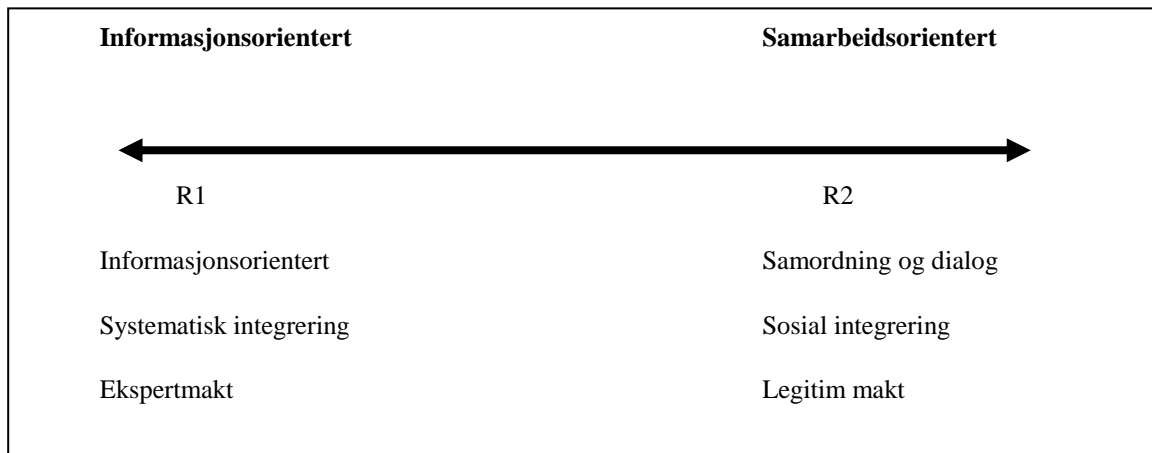 Informasjonsorientert Samarbeidsorientert
R1 R2
Informasjonsorientert Samordning og dialog
Systematisk integrering Sosial integrering
Ekspertmakt Legitim makt